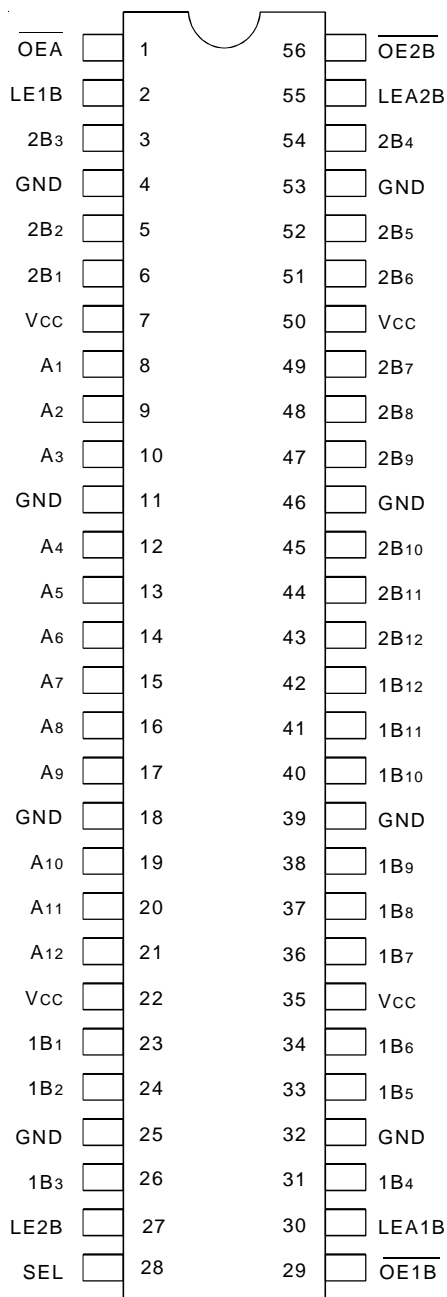 OEA 1 56 OE2B
LE1B 2 55 LEA2B
2B3 3 54 2B4
GND 4 53 GND
2B2 5 52 2B5
2B1 6 51 2B6
VCC 7 50 VCC
A1 8 49 2B7
A2 9 48 2B8
A3 10 47 2B9
GND 11 46 GND
A4 12 45 2B10
A5 13 44 2B11
A6 14 43 2B12
A7 15 42 1B12
A8 16 41 1B11
A9 17 40 1B10
GND 18 39 GND
A10 19 38 1B9
A11 20 37 1B8
A12 21 36 1B7
VCC 22 35 VCC
1B1 23 34 1B6
1B2 24 33 1B5
GND 25 32 GND
1B3 26 31 1B4
LE2B 27 30 LEA1B
SEL 28 29 OE1B